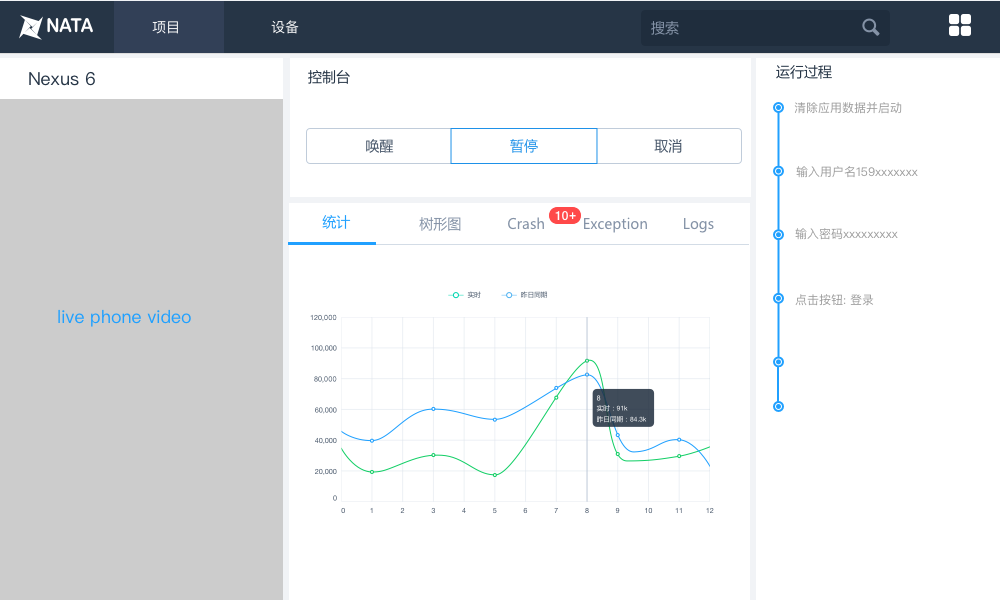 NATA
项目
设备
搜索
Nexus 6
live phone video
控制台
唤醒
暂停
取消
统计
树形图
Crash
10+
Exception
Logs
实时
昨日同期
120,000
100,000
80,000
60,000
40,000
20,000
0
8
实时：91k
昨日同期：84.3k
0 1 2 3 4 5 6 7 8 9 10 11 12
运行过程
清除应用数据并启动
输入用户名159xxxxxxx
输入密码xxxxxxxxx
点击按钮: 登录